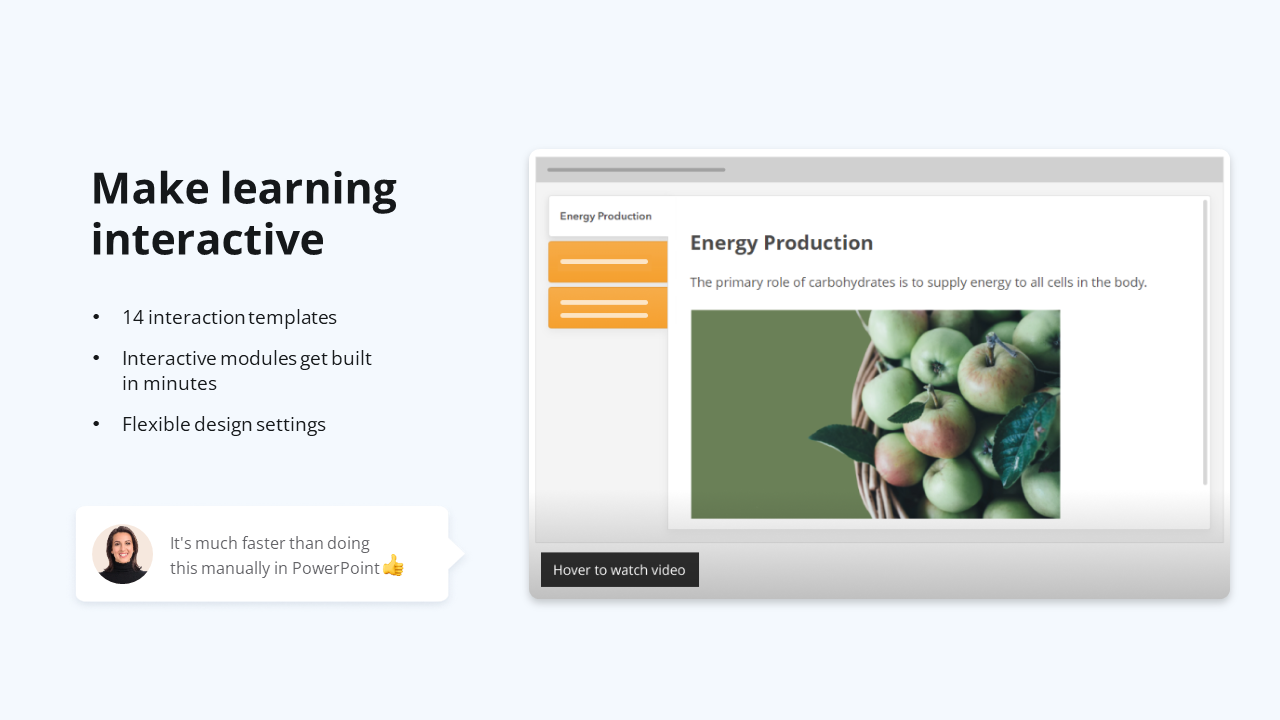 Make learning
interactive
• 14 interaction templates
• Interactive modules get built
in minutes
• Flexible design settings
It's much faster than doing
this manually in PowerPoint 👍
Energy Production
Energy Production
The primary role of carbohydrates is to supply energy to all cells in the body.
Hover to watch video